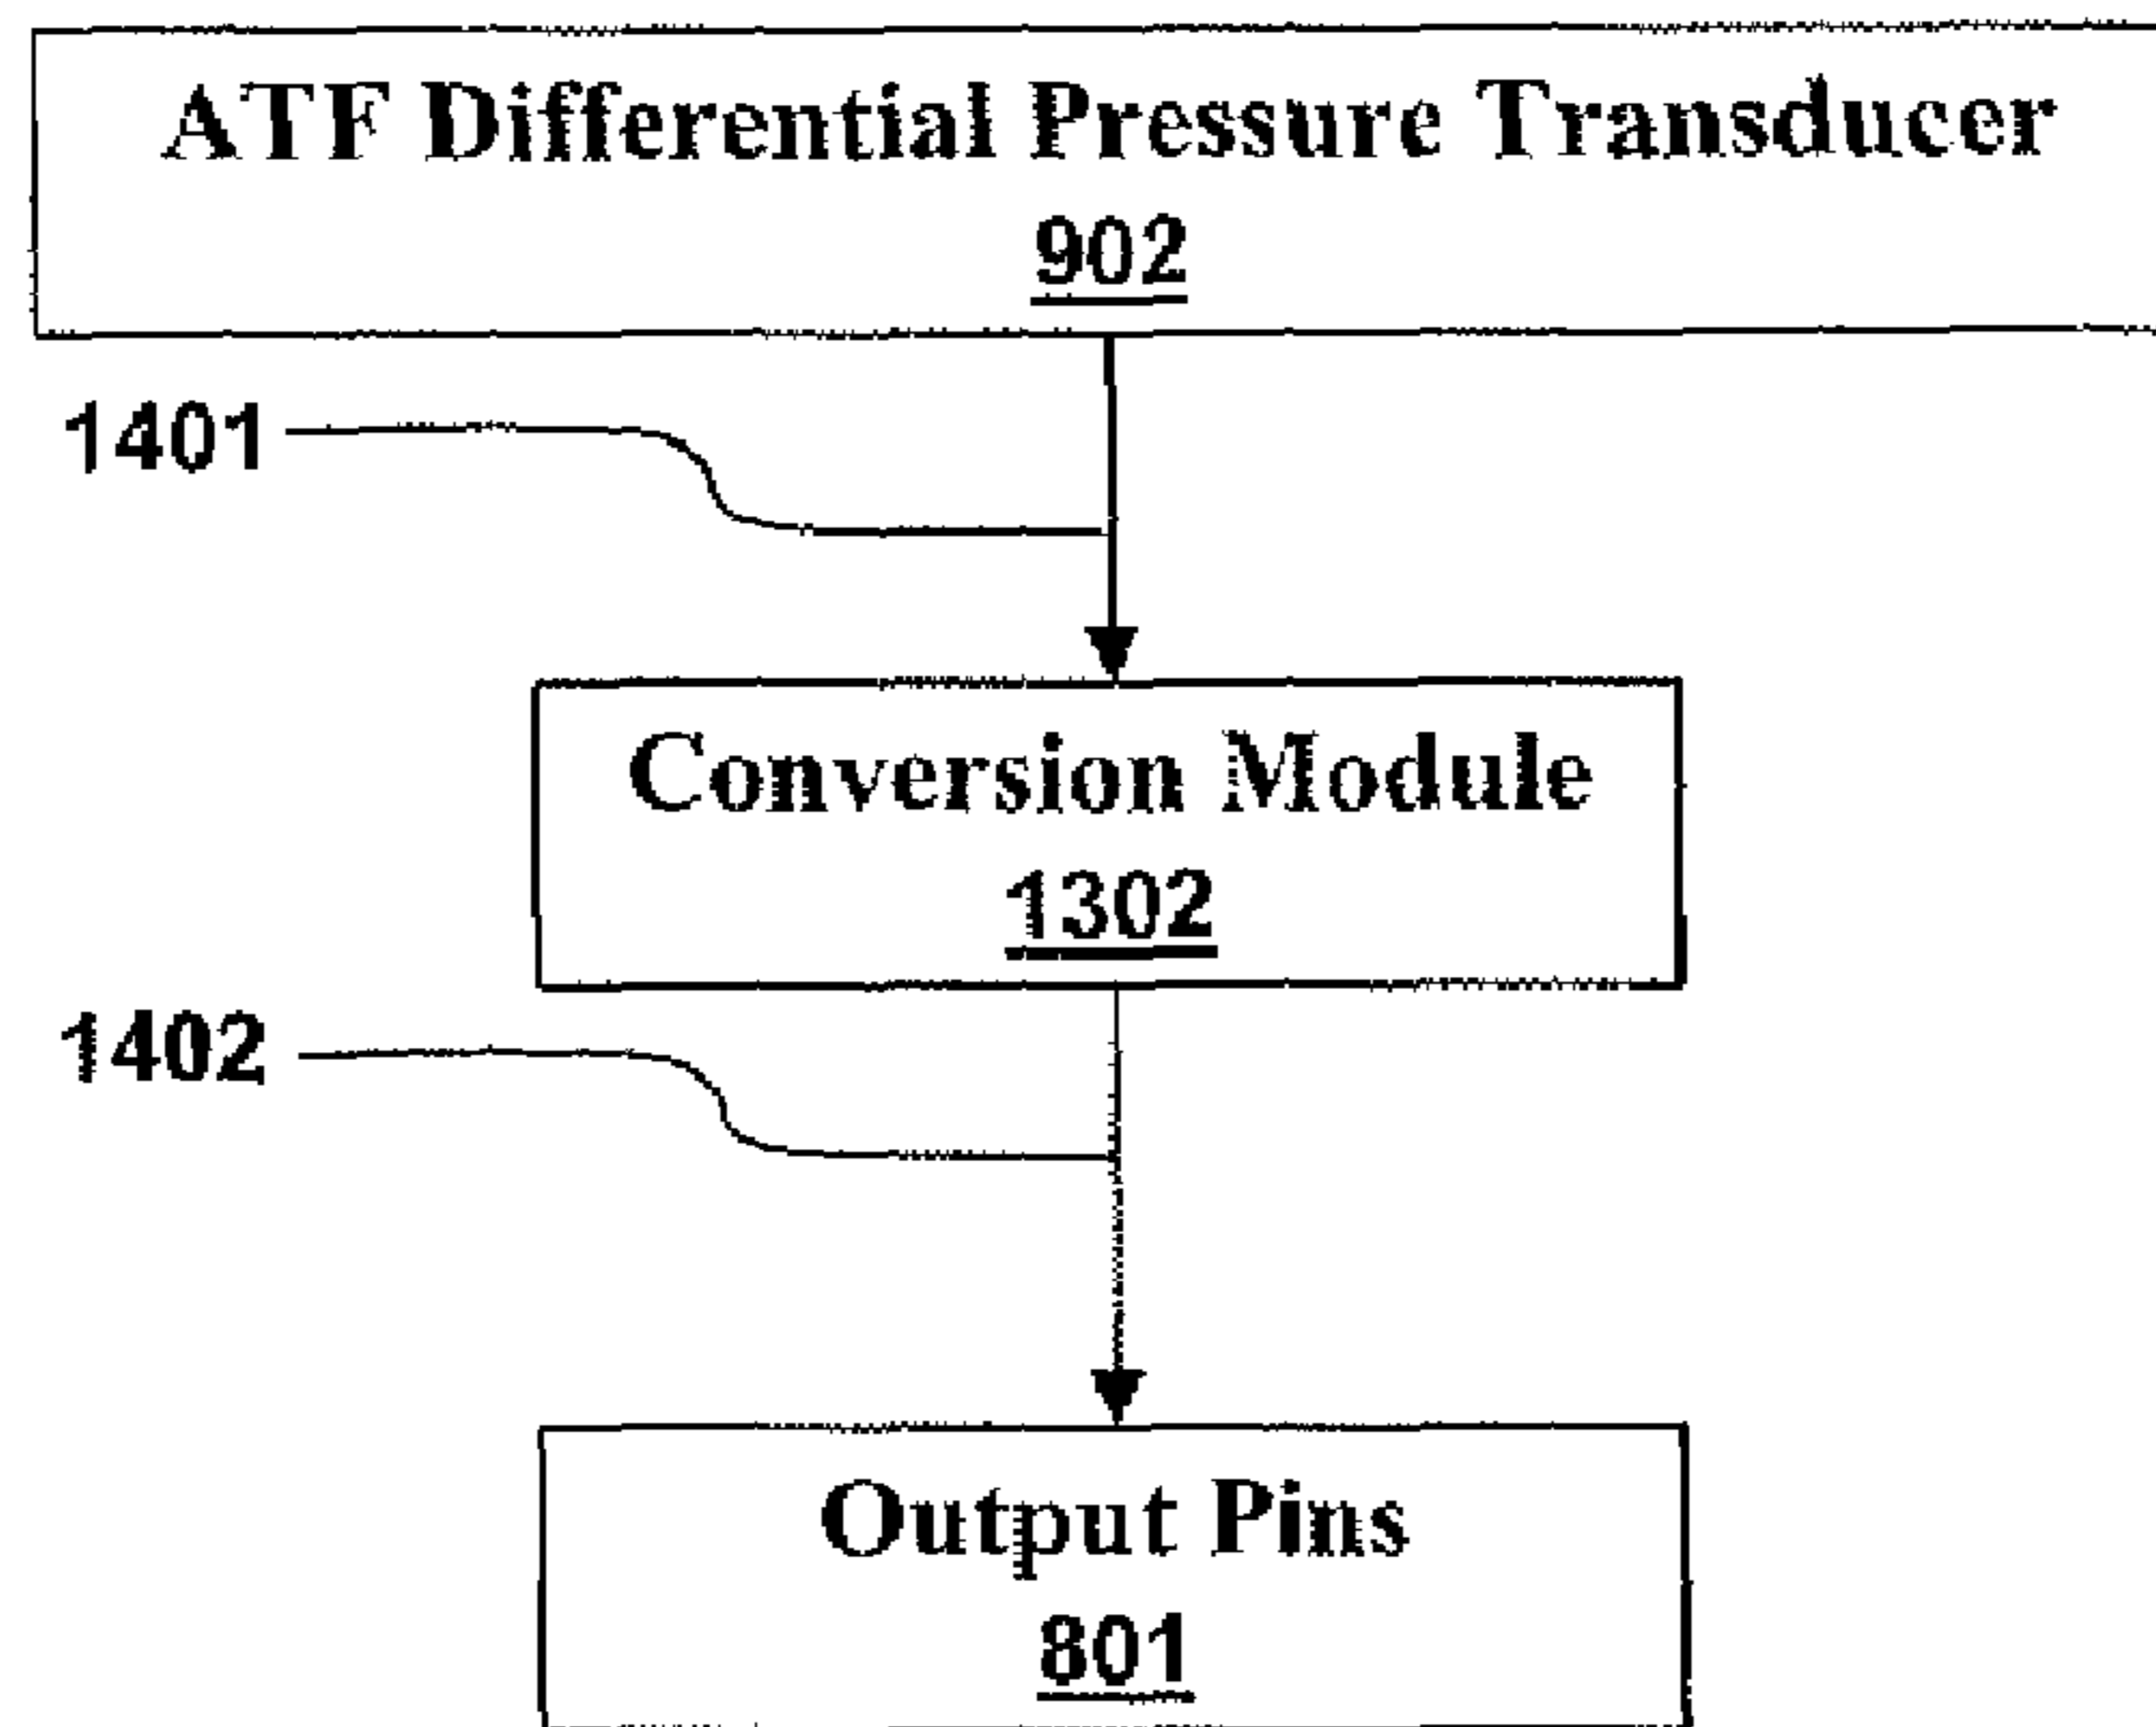 ATF Differential Pressure Transducer
902
1401
Conversion Module
1302
1402
Output Pins
801